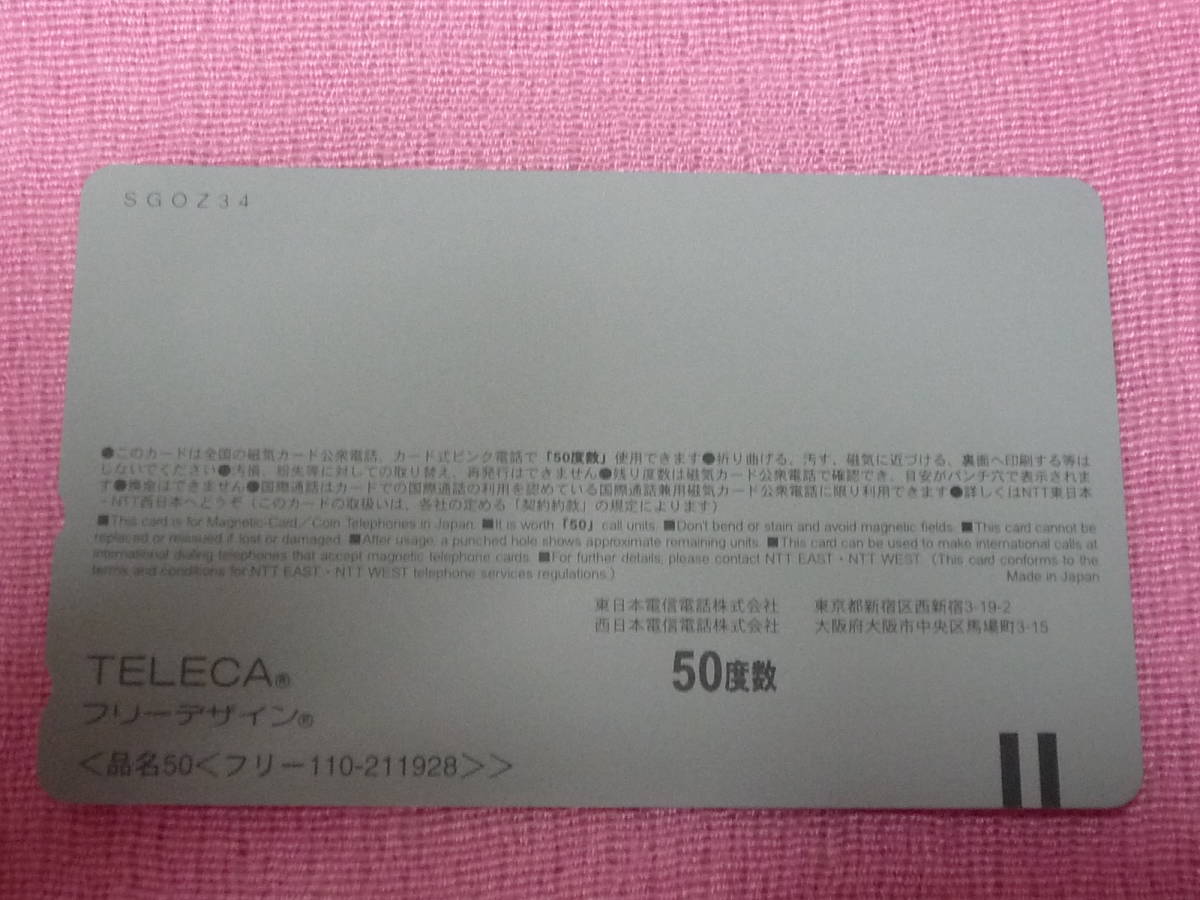 SGOZ34
●このカードは全国の磁気カード公衆電話、カード式ピンク電話で「50度数」使用できます●折り曲げる、汚す、磁気に近づける、裏面へ印刷する等は
しないでください●汚損、紛失等に対しての取り替え、再発行はできません●残り度数は磁気カード公衆電話で確認でき、目安がパンチ穴で表示されま
す●換金はできません●国際通話はカードでの国際通話の利用を認めている国際通話兼用磁気カード公衆電話に限り利用できます●詳しくはNTT東日本
・NTT西日本へどうぞ（このカードの取扱いは、各社の定める「契約約款」の規定によります）
■This card is for Magnetic-Card／Coin Telephones in Japan. ■It is worth「50」call units. ■Don't bend or stain and avoid magnetic fields. ■This card cannot be
replaced or reissued if lost or damaged. ■After usage, a punched hole shows approximate remaining units. ■This card can be used to make international calls at
international dialing telephones that accept magnetic telephone cards. ■For further details, please contact NTT EAST・NTT WEST.（This card conforms to the
terms and conditions for NTT EAST・NTT WEST telephone services regulations.）
Made in Japan
東日本電信電話株式会社 東京都新宿区西新宿3-19-2
西日本電信電話株式会社 大阪府大阪市中央区馬場町3-15
50度数
TELECA®
フリーデザイン®
＜品名50＜フリー110-211928＞＞